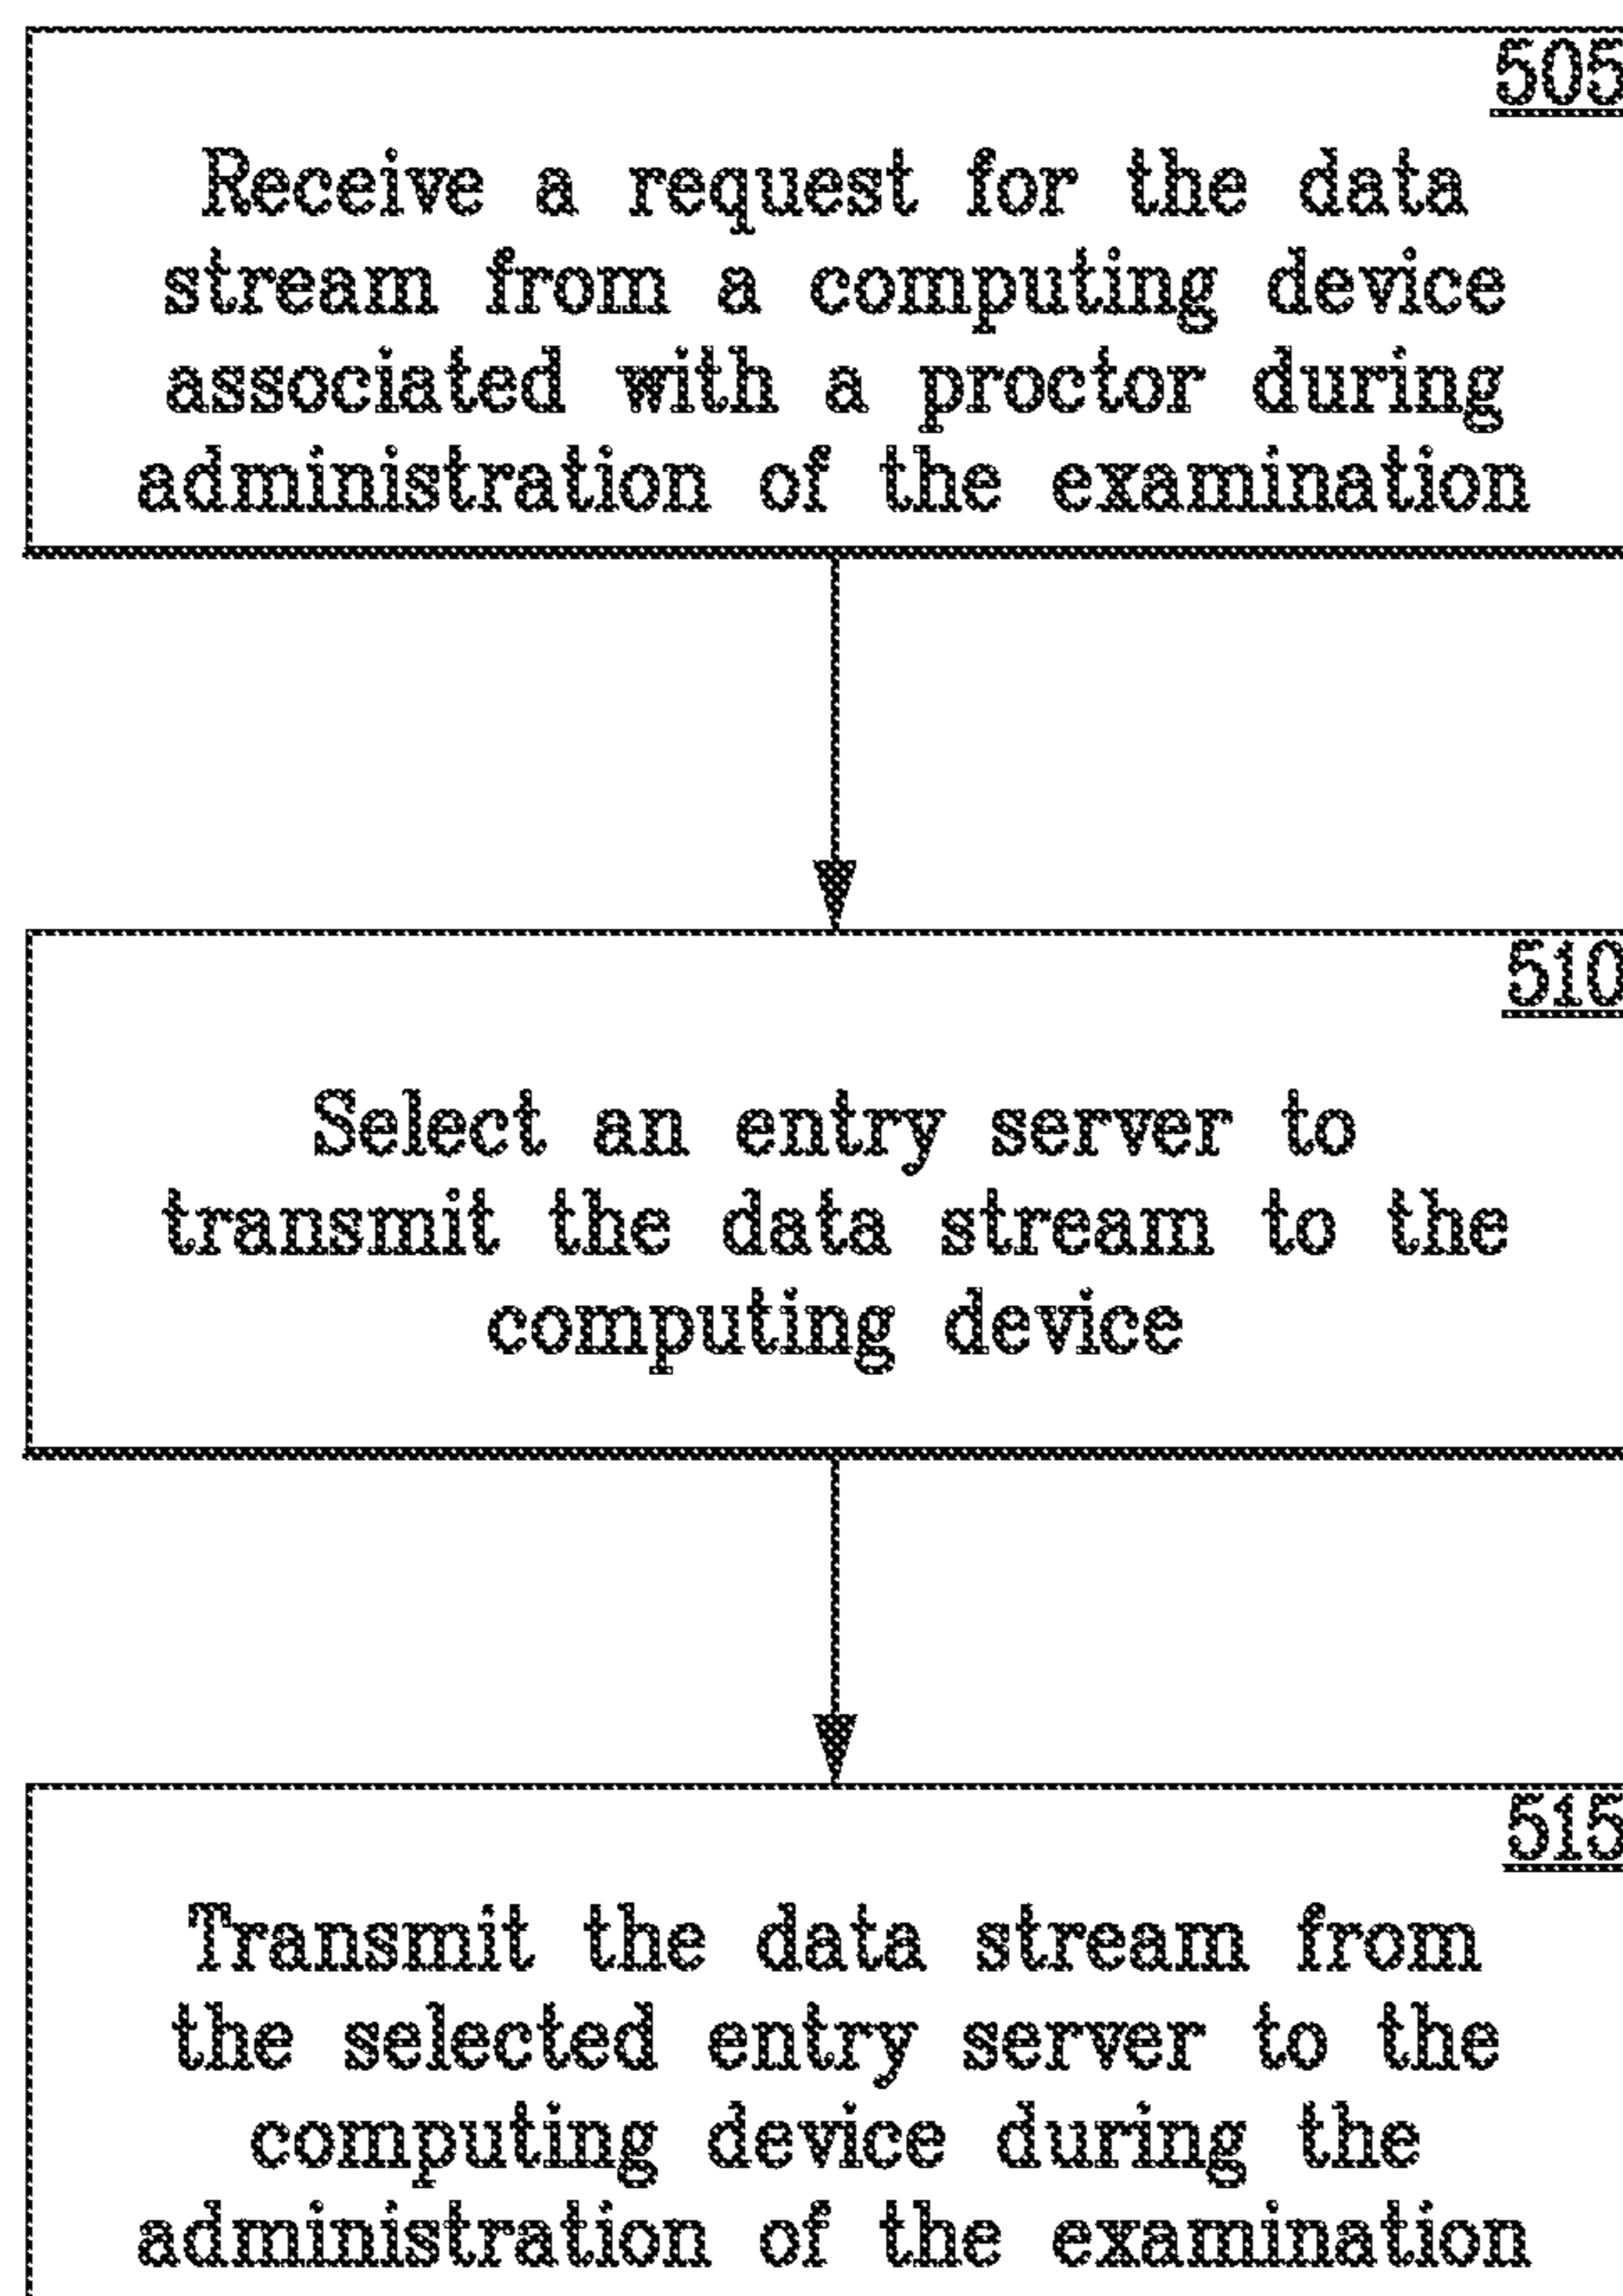 505
Receive a request for the data
stream from a computing device
associated with a proctor during
administration of the examination
510
Select an entry server to
transmit the data stream to the
computing device
515
Transmit the data stream from
the selected entry server to the
computing device during the
administration of the examination